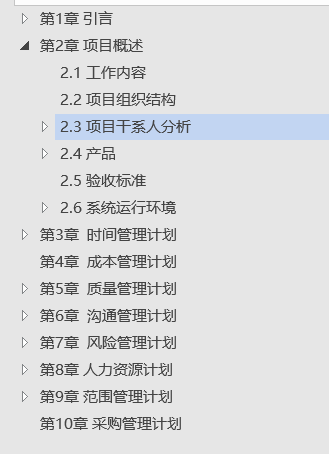 第1章 引言
第2章 项目概述
2.1 工作内容
2.2 项目组织结构
2.3 项目干系人分析
2.4 产品
2.5 验收标准
2.6 系统运行环境
第3章 时间管理计划
第4章 成本管理计划
第5章 质量管理计划
第6章 沟通管理计划
第7章 风险管理计划
第8章 人力资源计划
第9章 范围管理计划
第10章 采购管理计划